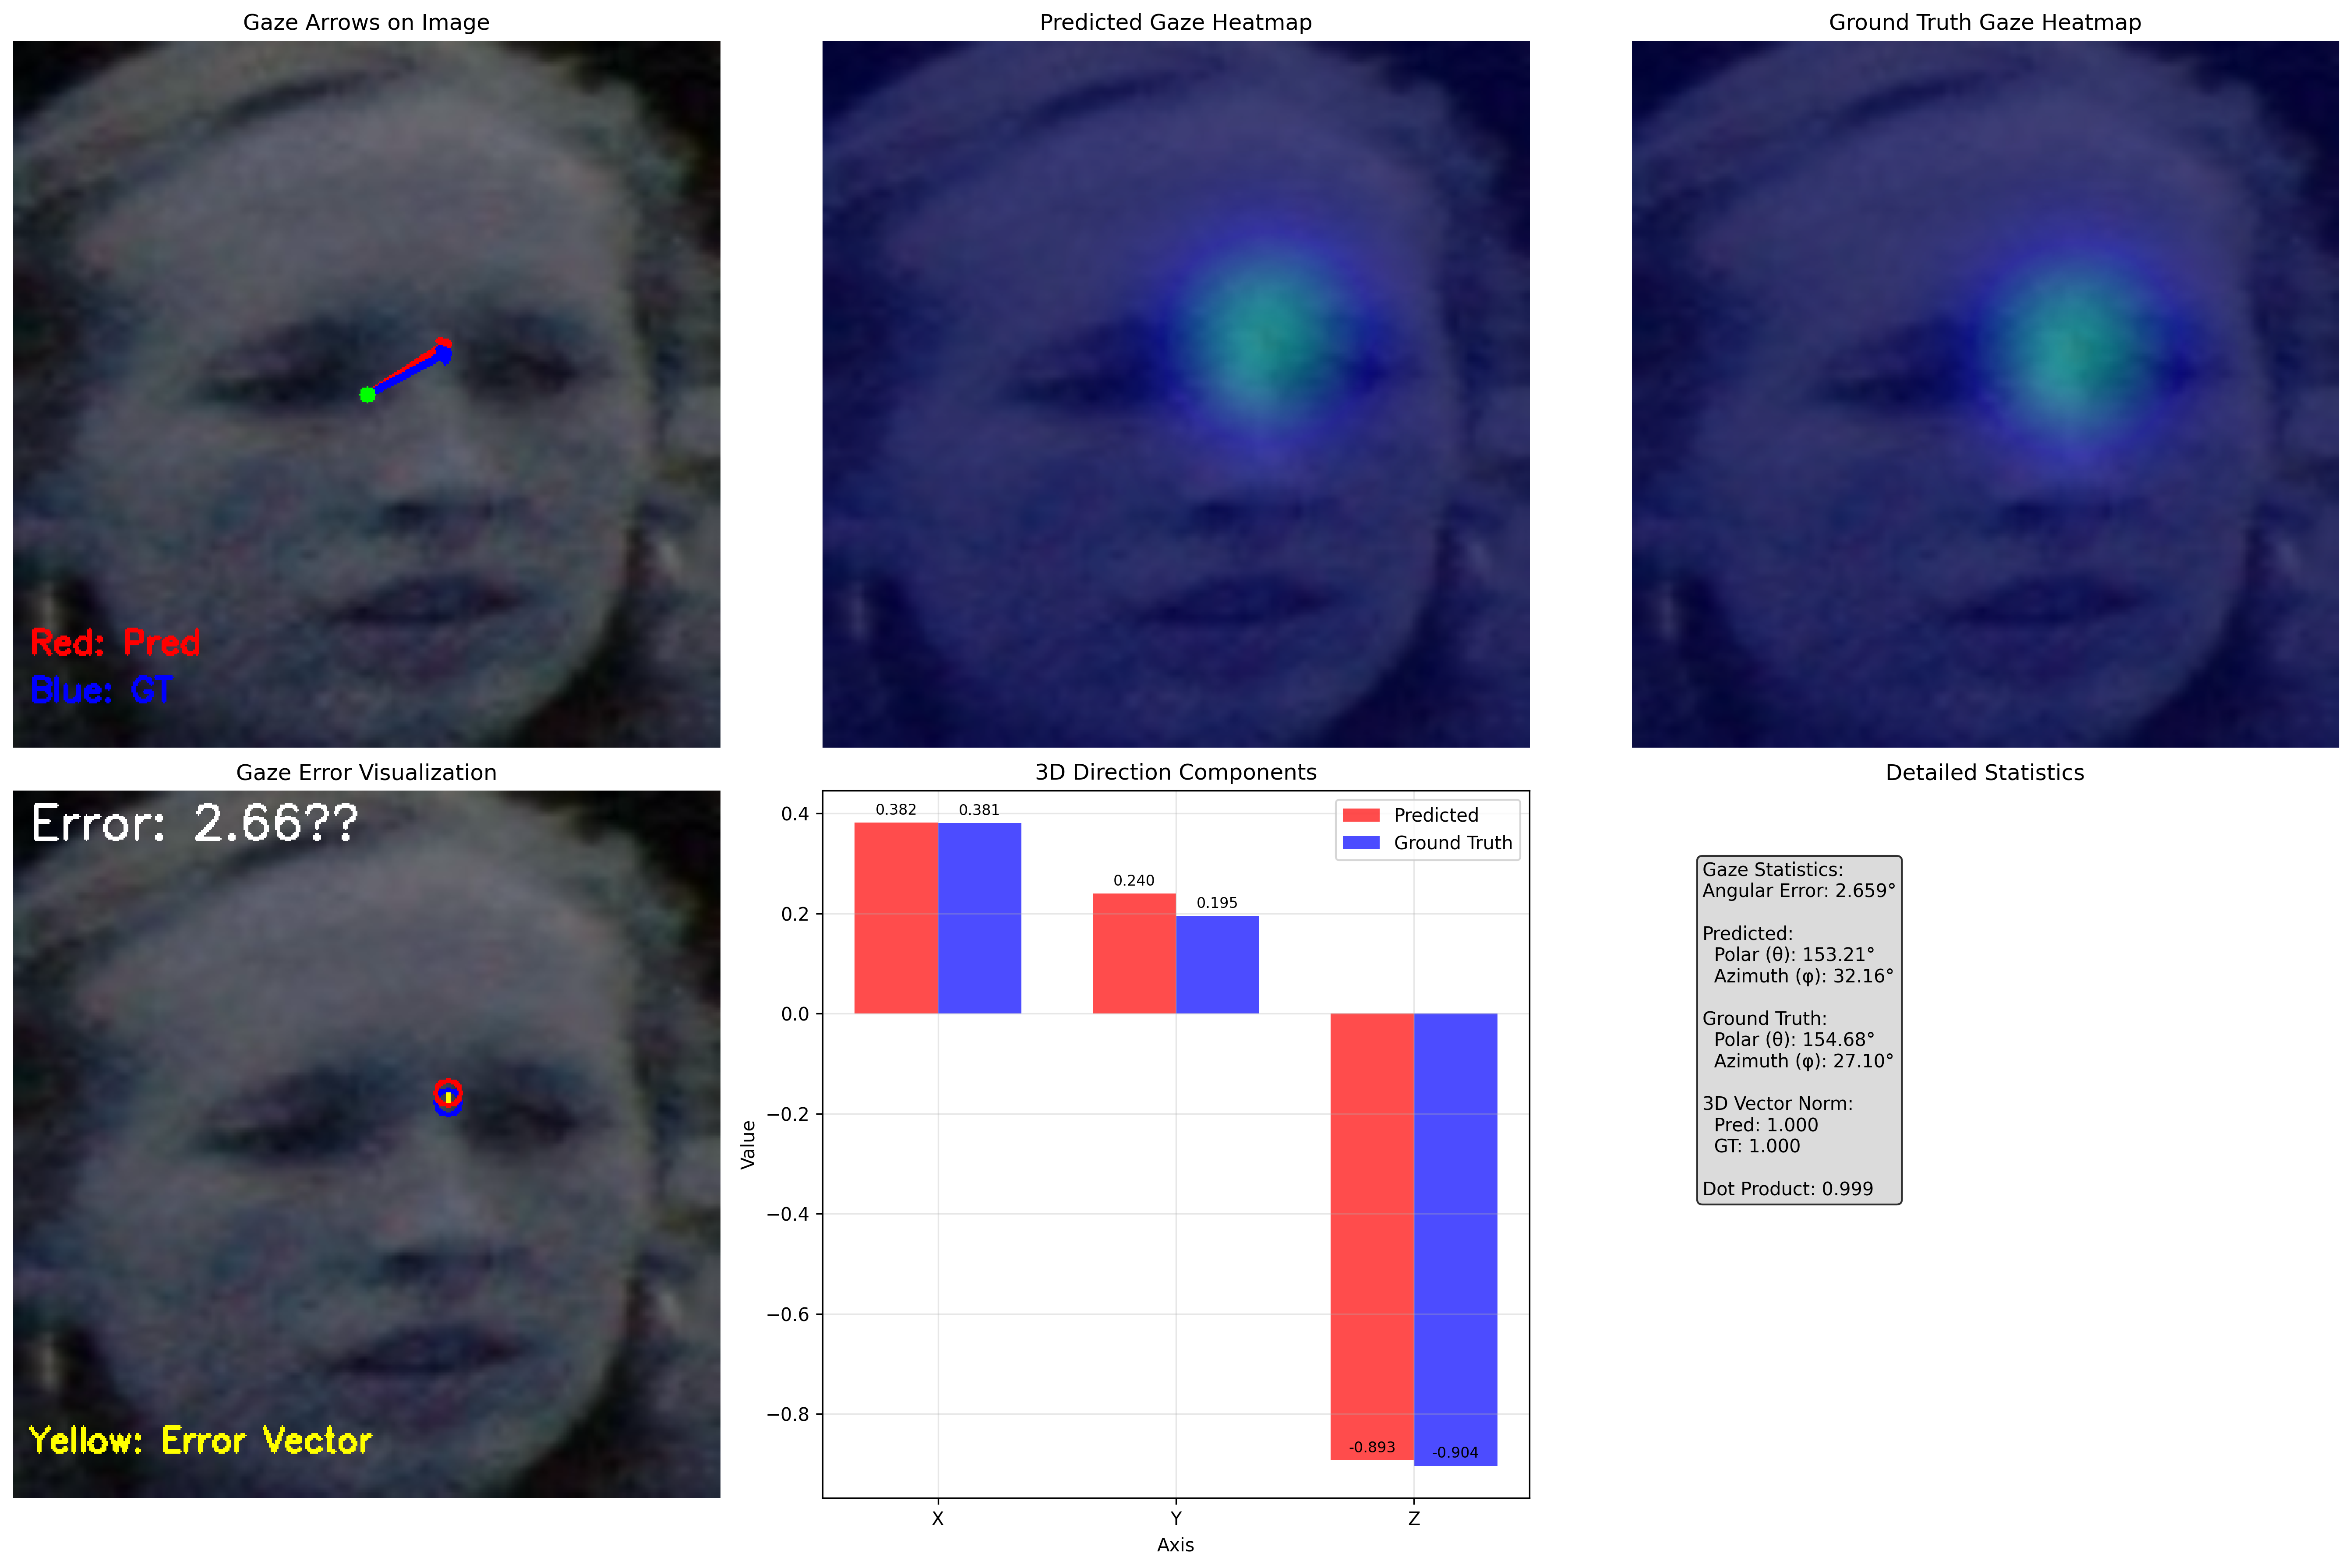 Gaze Arrows on Image
Red: Pred
Blue: GT
Predicted Gaze Heatmap
Ground Truth Gaze Heatmap
Gaze Error Visualization
Error: 2.66??
Yellow: Error Vector
3D Direction Components
0.382
0.381
0.240
0.195
-0.893
-0.904
Predicted
Ground Truth
0.4
0.2
0.0
−0.2
−0.4
−0.6
−0.8
Value
X
Y
Z
Axis
Detailed Statistics
Gaze Statistics:
Angular Error: 2.659°
Predicted:
Polar (θ): 153.21°
Azimuth (φ): 32.16°
Ground Truth:
Polar (θ): 154.68°
Azimuth (φ): 27.10°
3D Vector Norm:
Pred: 1.000
GT: 1.000
Dot Product: 0.999